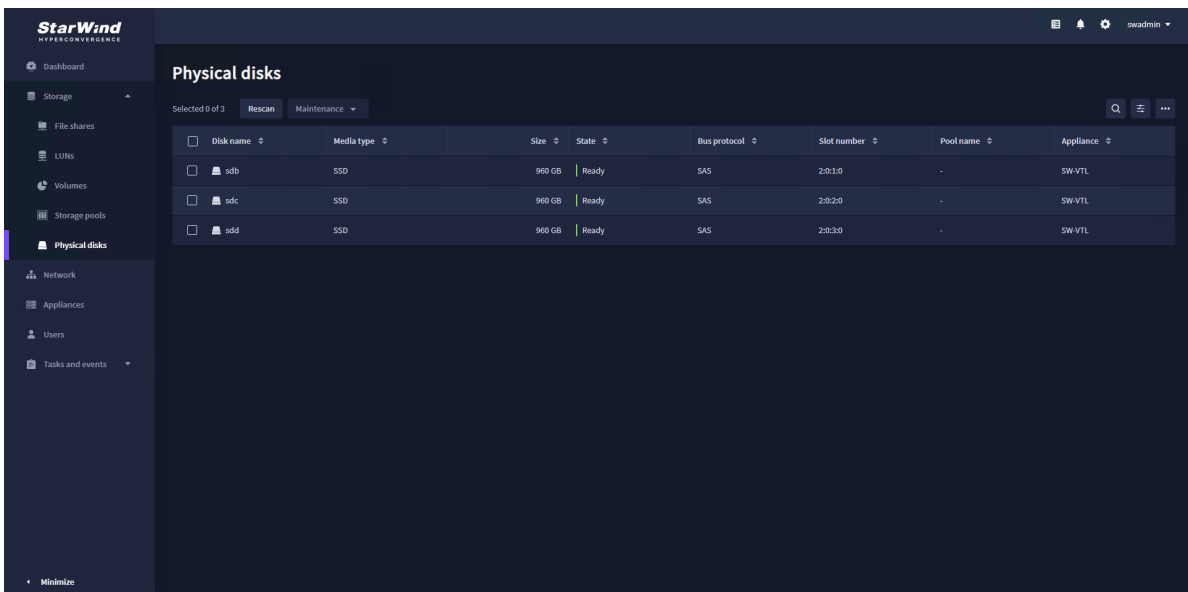 StarWind
HYPERCONVERGENCE
swadmin
Dashboard
Storage
File shares
LUNs
Volumes
Storage pools
Physical disks
Network
Appliances
Users
Tasks and events
Minimize
Physical disks
Selected 0 of 3 Rescan Maintenance
Disk name Media type Size State Bus protocol Slot number Pool name Appliance
sdb SSD 960 GB Ready SAS 2:0:1:0 - SW-VTL
sdc SSD 960 GB Ready SAS 2:0:2:0 - SW-VTL
sdd SSD 960 GB Ready SAS 2:0:3:0 - SW-VTL